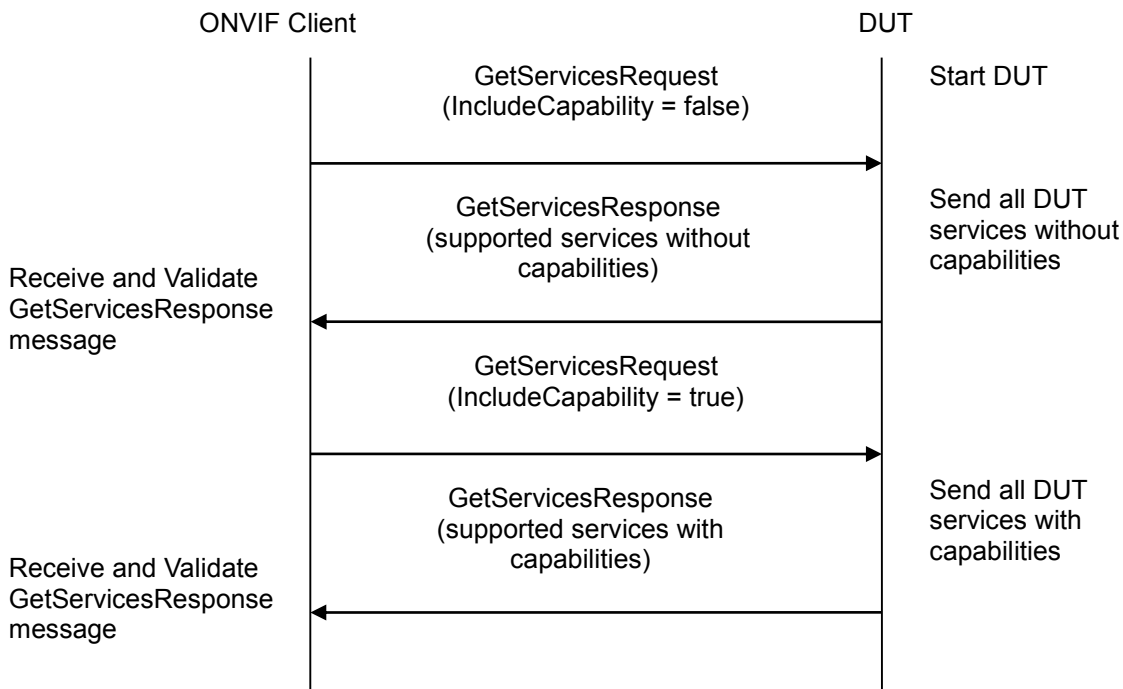 ONVIF Client
DUT
GetServicesRequest
(IncludeCapability = false)
Start DUT
GetServicesResponse
(supported services without
capabilities)
Send all DUT
services without
capabilities
Receive and Validate
GetServicesResponse
message
GetServicesRequest
(IncludeCapability = true)
GetServicesResponse
(supported services with
capabilities)
Send all DUT
services with
capabilities
Receive and Validate
GetServicesResponse
message